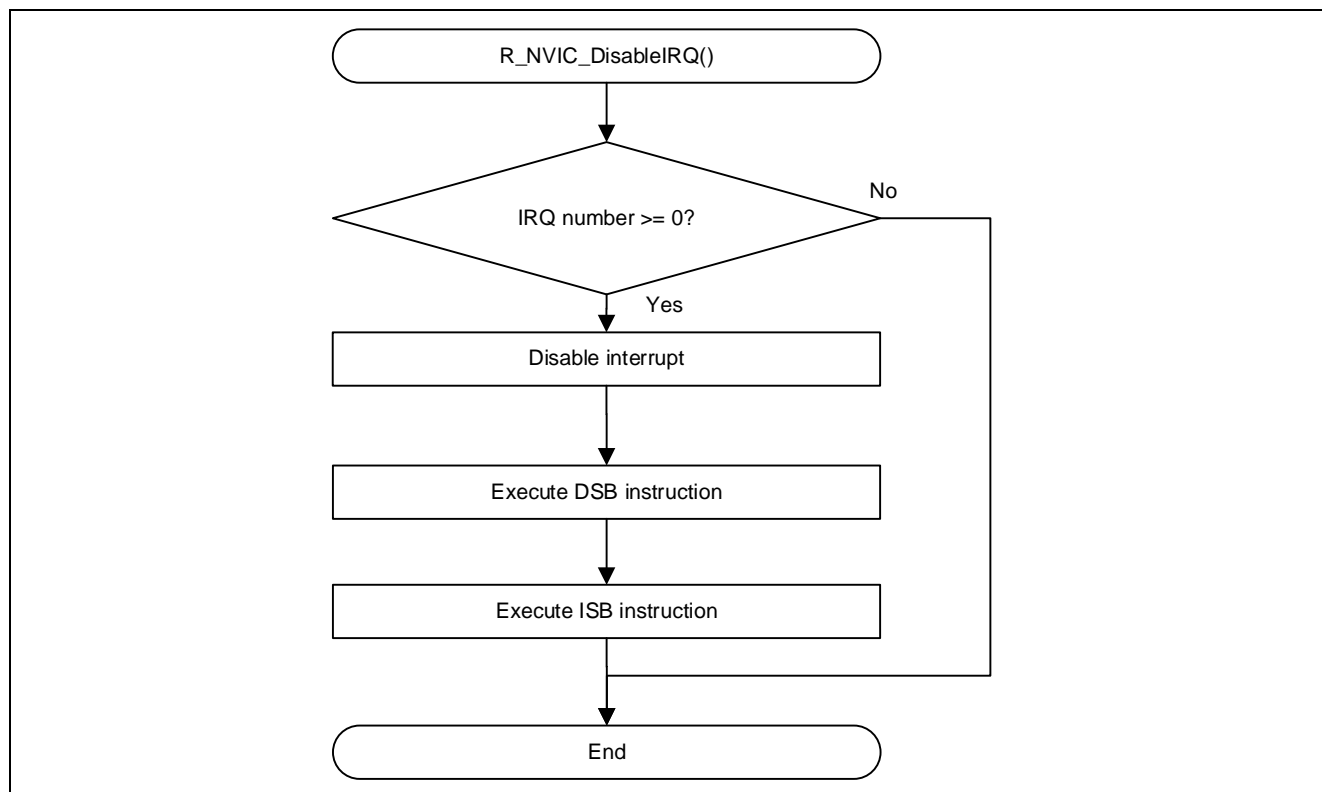 R_NVIC_DisableIRQ()
No
IRQ number >= 0?
Yes
Disable interrupt
Execute DSB instruction
Execute ISB instruction
End